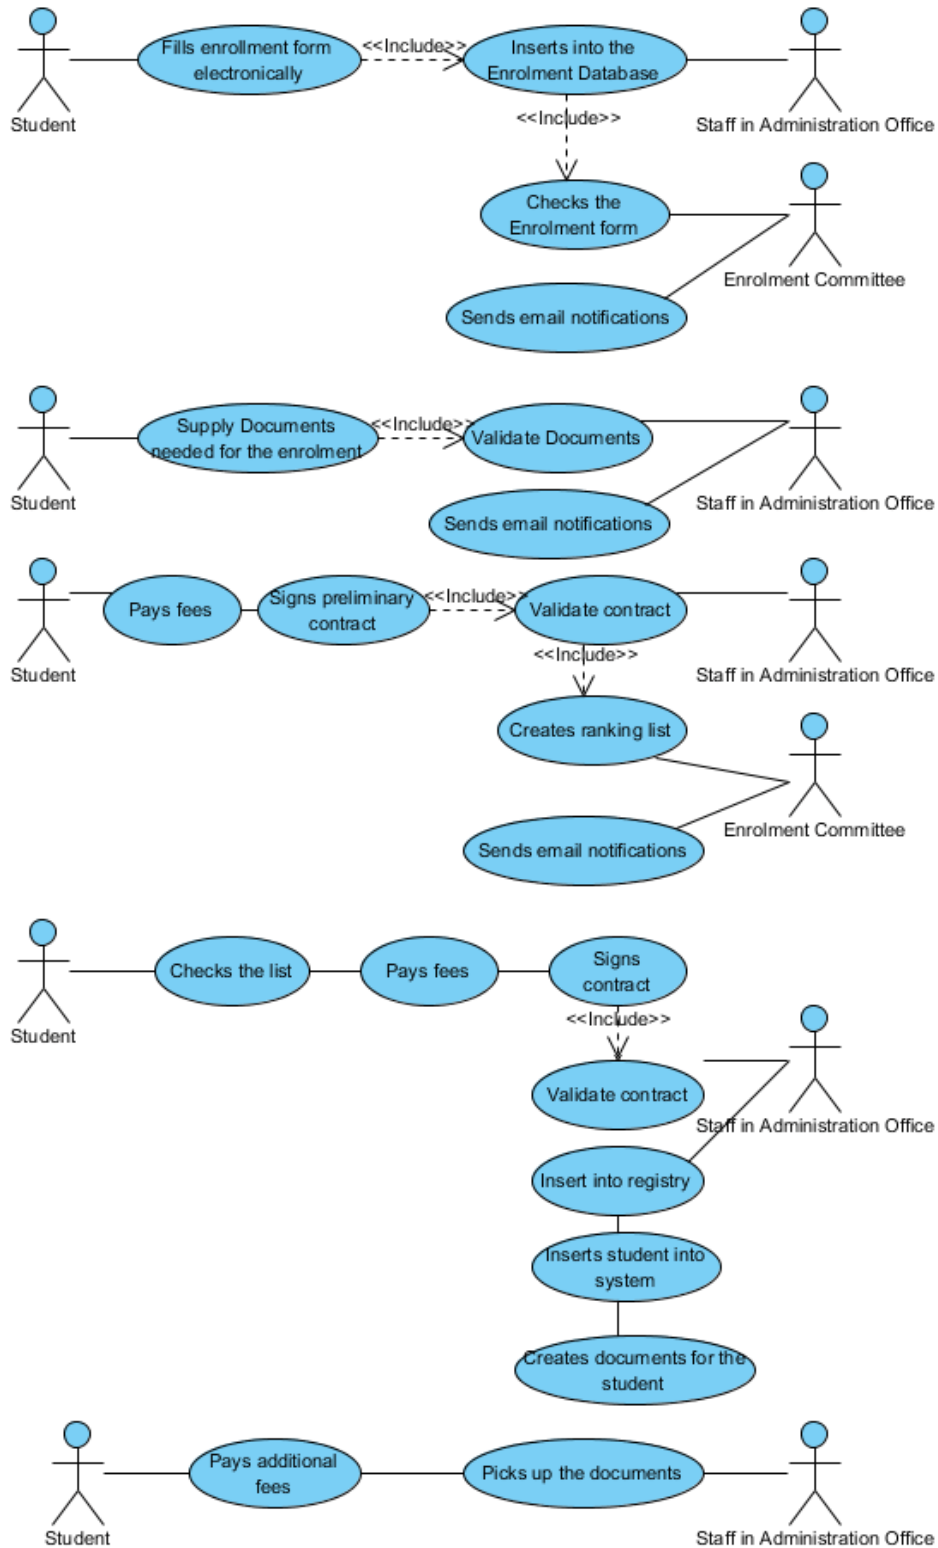 Fills enrollment form
electronically
<<Include>>
Inserts into the
Enrolment Database
Student
Staff in Administration Office
<<Include>>
Checks the
Enrolment form
Enrolment Committee
Sends email notifications
Supply Documents
needed for the enrolment
<<Include>>
Validate Documents
Student
Staff in Administration Office
Sends email notifications
Pays fees
Signs preliminary
contract
<<Include>>
Validate contract
Student
Staff in Administration Office
<<Include>>
Creates ranking list
Enrolment Committee
Sends email notifications
Checks the list
Pays fees
Signs
contract
Student
<<Include>>
Validate contract
Staff in Administration Office
Insert into registry
Inserts student into
system
Creates documents for the
student
Pays additional
fees
Picks up the documents
Student
Staff in Administration Office